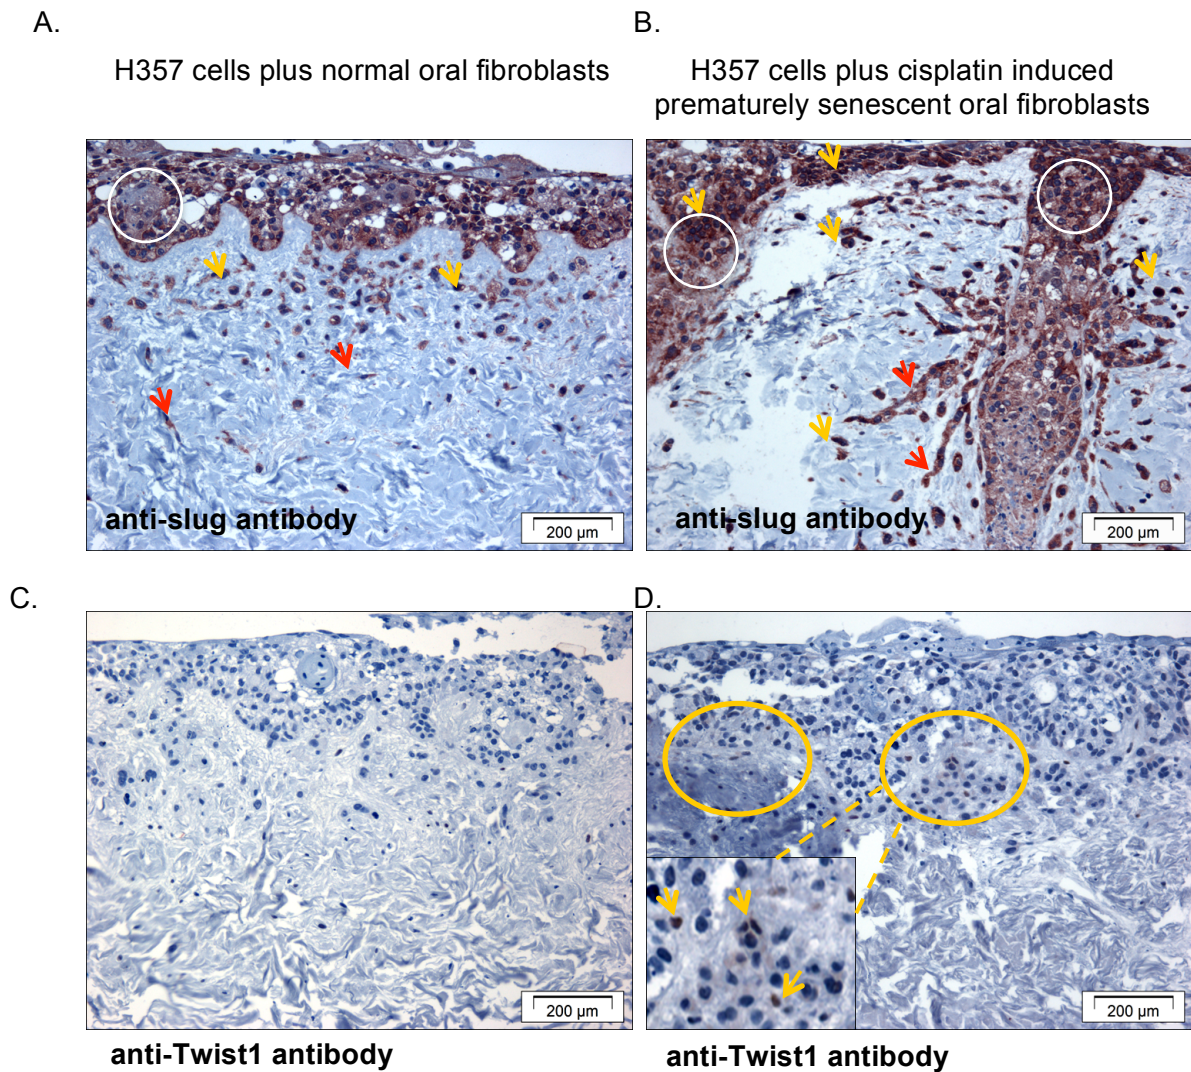 A.
B.
H357 cells plus normal oral fibroblasts
H357 cells plus cisplatin induced
prematurely senescent oral fibroblasts
anti-slug antibody
200 µm
anti-slug antibody
200 µm
C.
D.
200 µm
200 µm
anti-Twist1 antibody
anti-Twist1 antibody